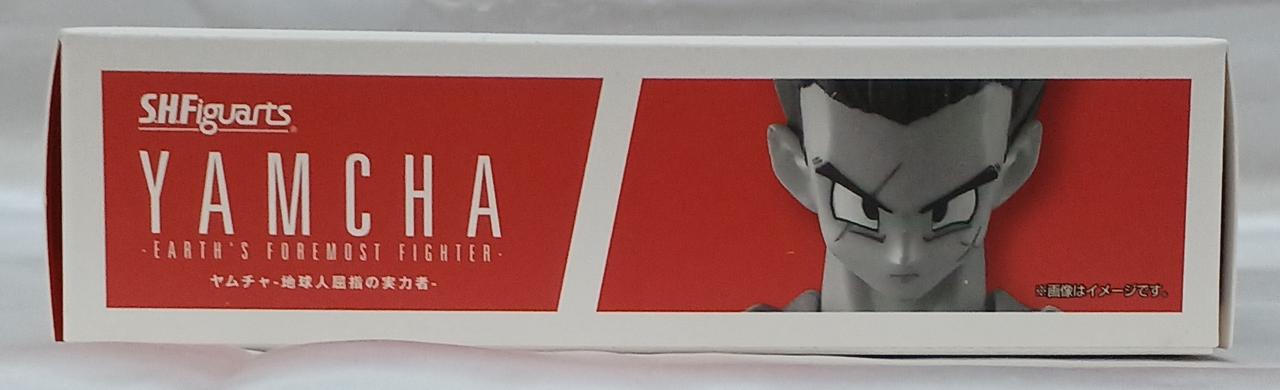 S.H.Figuarts
YAMCHA
-EARTH'S FOREMOST FIGHTER-
ヤムチャ-地球人屈指の実力者-
※画像はイメージです。